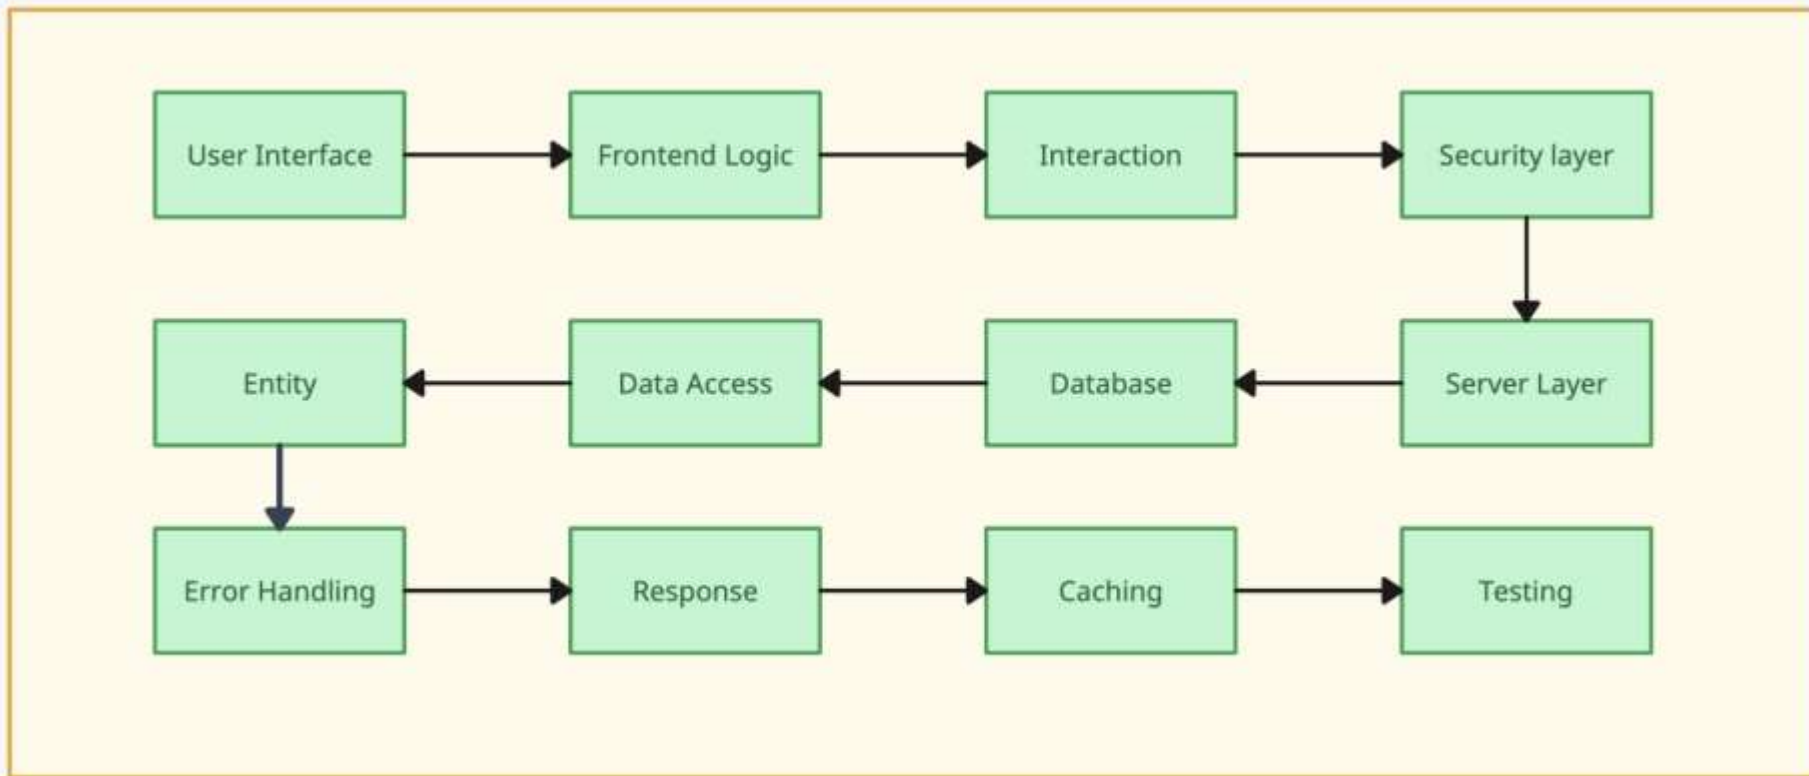 User Interface
Frontend Logic
Interaction
Security layer
Entity
Data Access
Database
Server Layer
Error Handling
Response
Caching
Testing